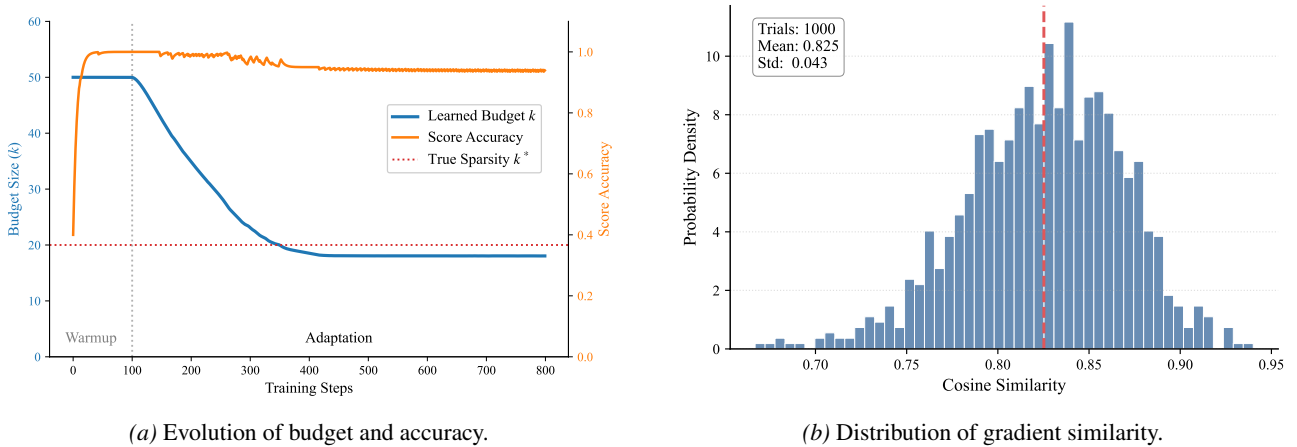 60
50
40
30
20
10
0
Budget Size (k)
1.0
0.8
0.6
0.4
0.2
0.0
Score Accuracy
Learned Budget k
Score Accuracy
True Sparsity k*
Warmup
Adaptation
0 100 200 300 400 500 600 700 800
Training Steps
(a) Evolution of budget and accuracy.
Trials: 1000
Mean: 0.825
Std: 0.043
10
8
6
4
2
0
Probability Density
0.70 0.75 0.80 0.85 0.90 0.95
Cosine Similarity
(b) Distribution of gradient similarity.